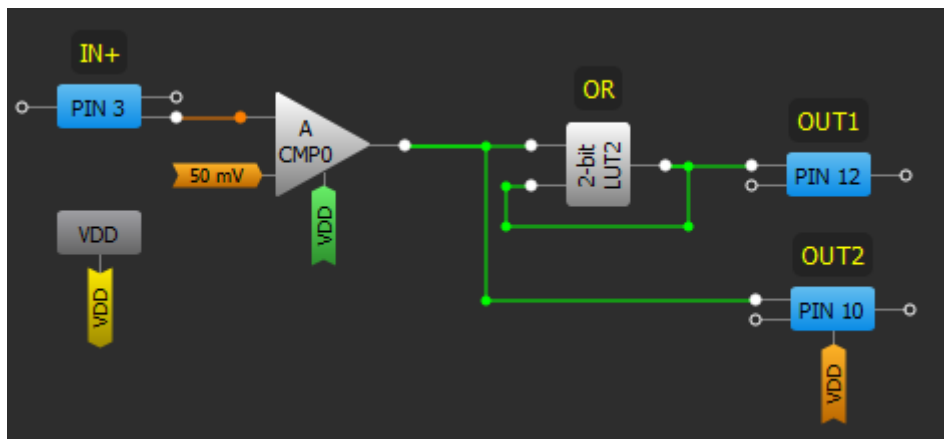 IN+
PIN 3
A
CMP0
50 mV
VDD
VDD
VDD
OR
2-bit
LUT2
OUT1
PIN 12
OUT2
PIN 10
VDD